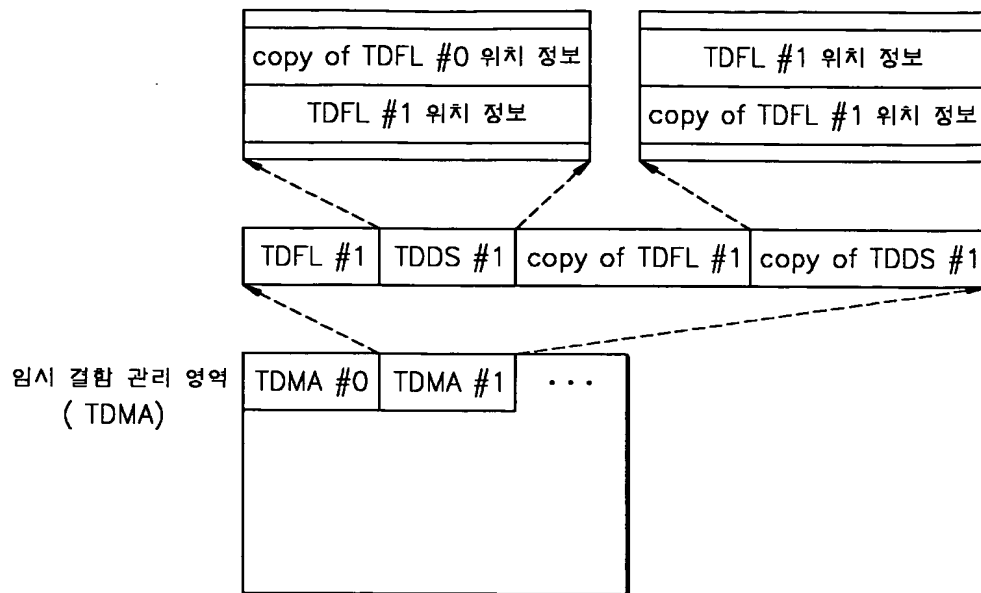 copy of TDFL #0 위치 정보
TDFL #1 위치 정보
TDFL #1 위치 정보
copy of TDFL #1 위치 정보
TDFL #1 TDDS #1 copy of TDFL #1 copy of TDDS #1
임시 결함 관리 영역
( TDMA)
TDMA #0 TDMA #1 ···